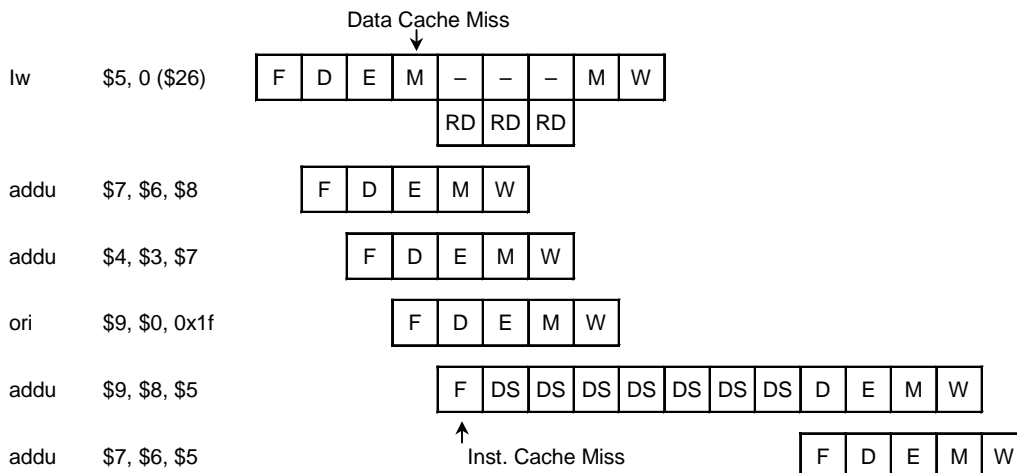 Data Cache Miss
lw $5, 0 ($26) F D E M – – – M W
RD RD RD
addu $7, $6, $8 F D E M W
addu $4, $3, $7 F D E M W
ori $9, $0, 0x1f F D E M W
addu $9, $8, $5 F DS DS DS DS DS DS DS D E M W
addu $7, $6, $5 Inst. Cache Miss F D E M W